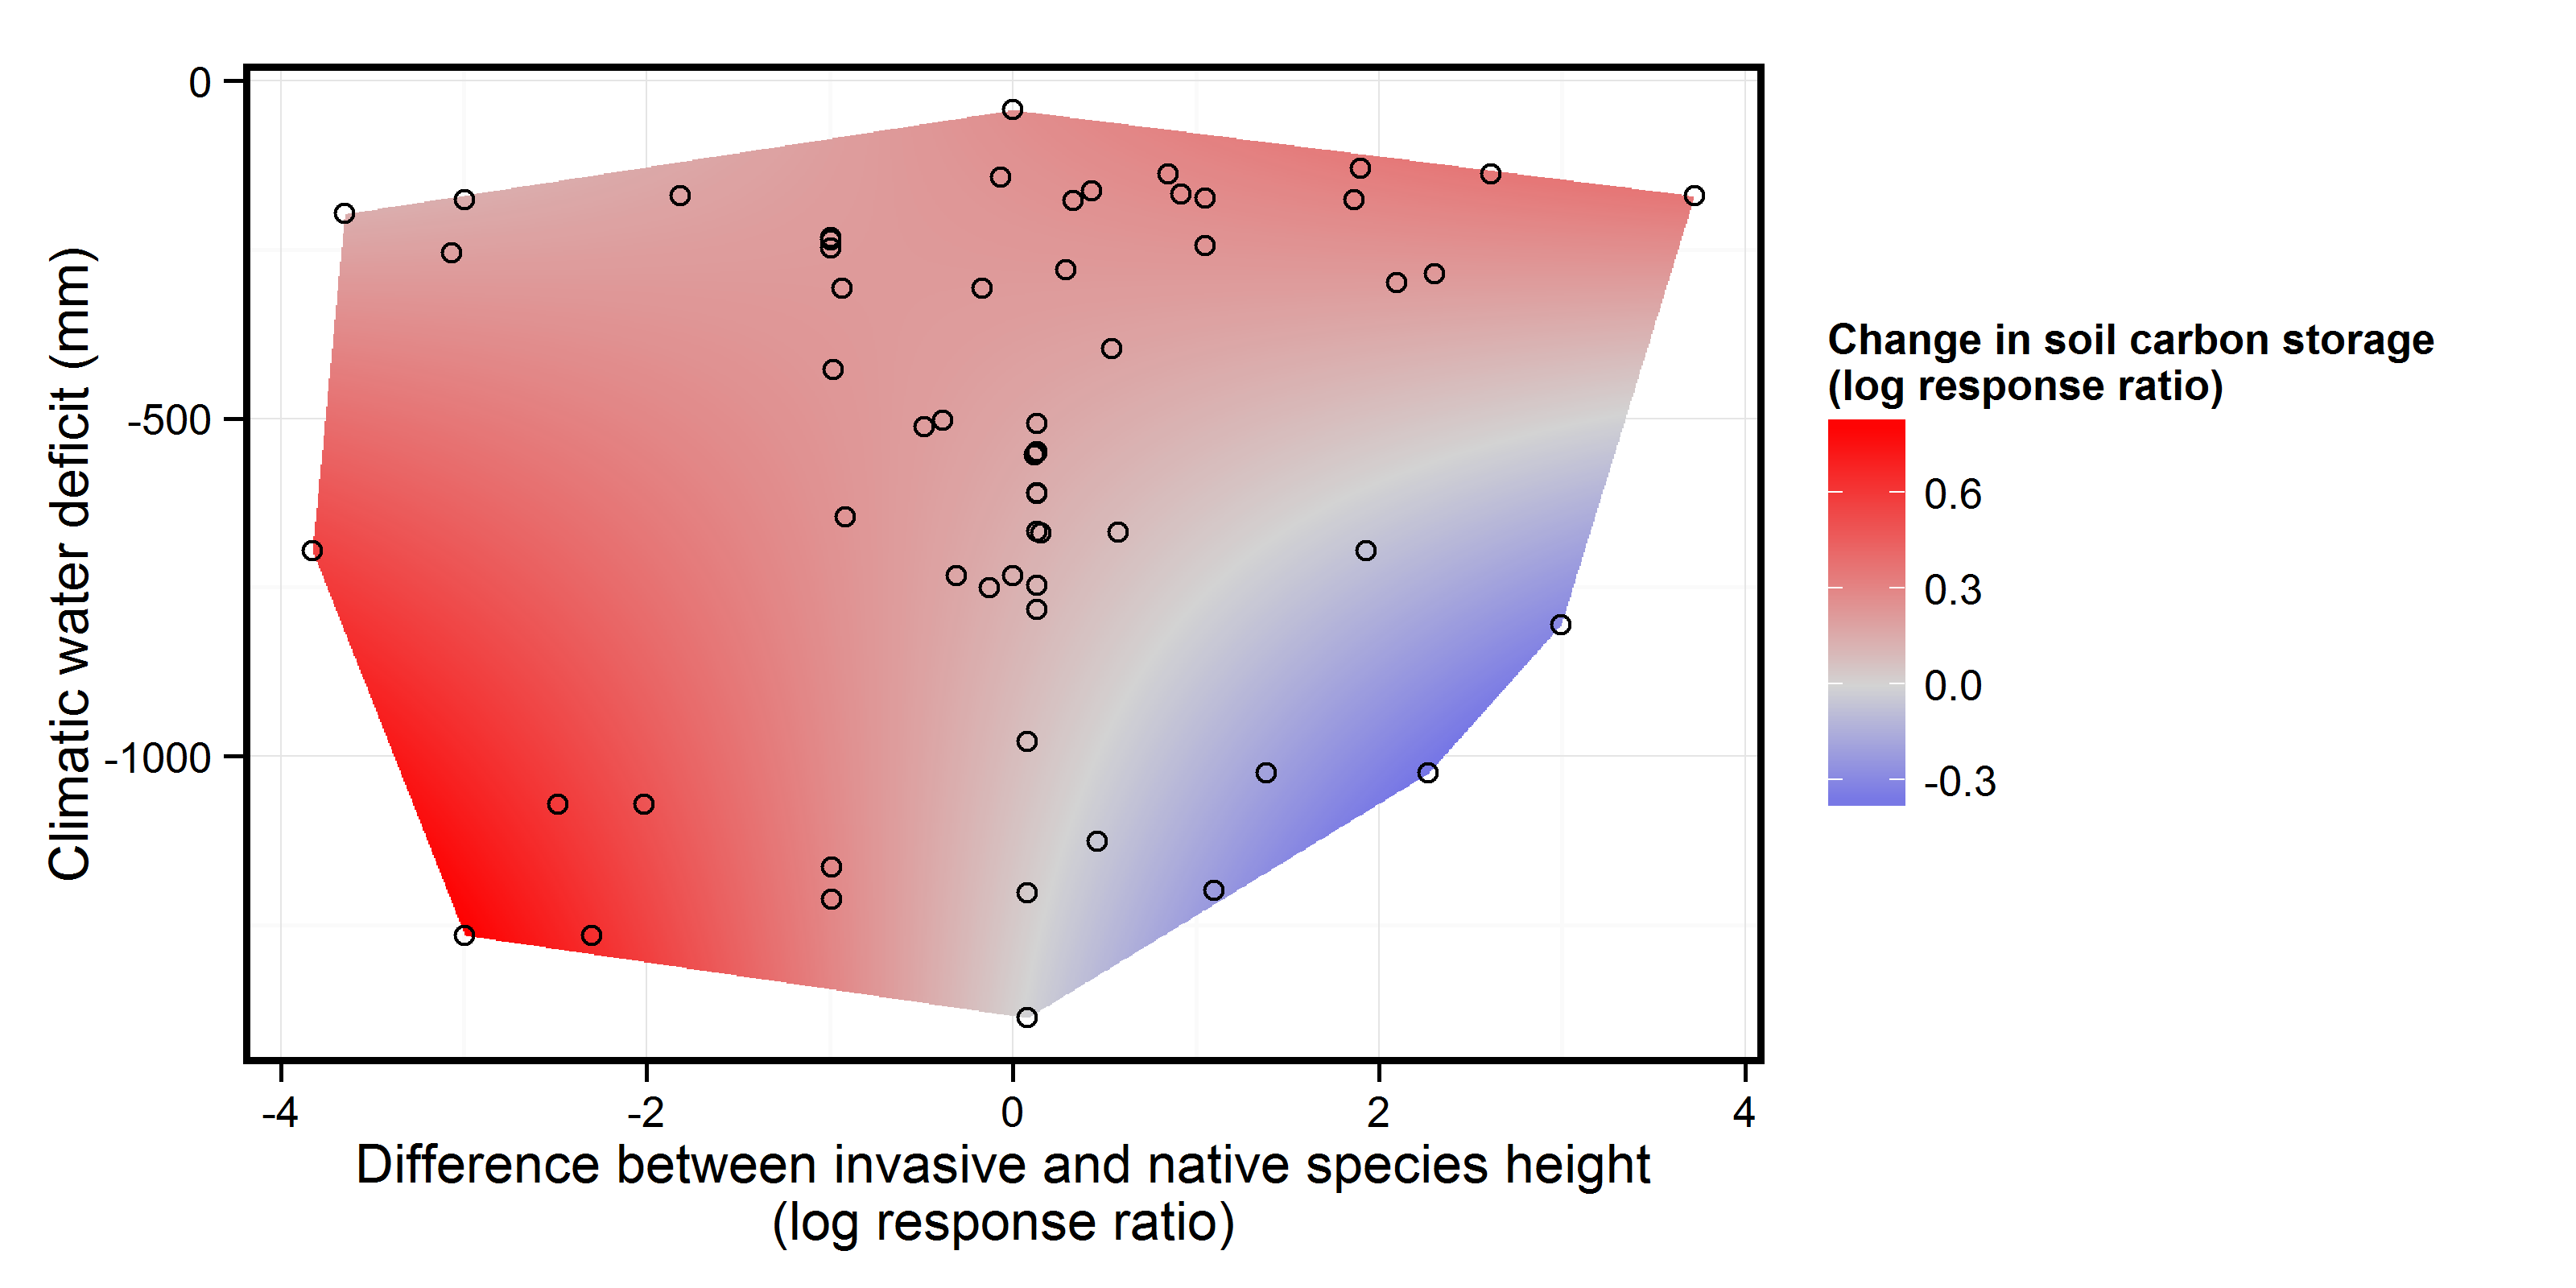 Climatic water deficit (mm)
0
-500
-1000
-4
-2
0
2
4
Difference between invasive and native species height
(log response ratio)
Change in soil carbon storage
(log response ratio)
0.6
0.3
0.0
-0.3